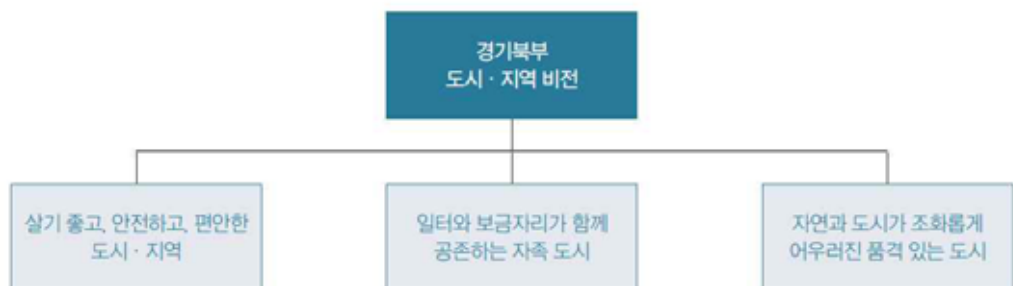 경기북부
도시 · 지역 비전
살기 좋고, 안전하고, 편안한
도시 · 지역
일터와 보금자리가 함께
공존하는 자족 도시
자연과 도시가 조화롭게
어우러진 품격 있는 도시